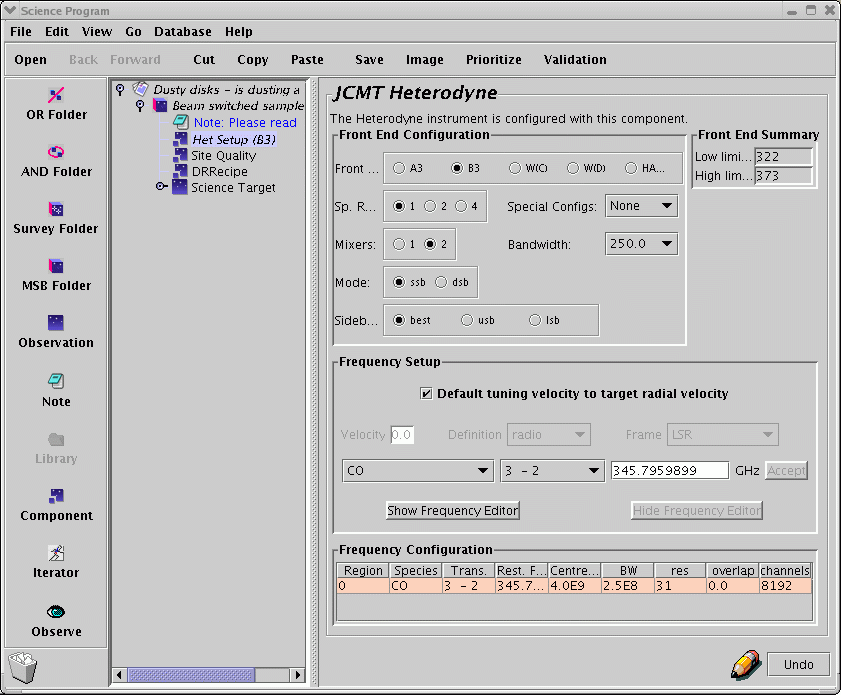 Science Program
File Edit View Go Database Help
Open Back Forward Cut Copy Paste Save Image Prioritize Validation
OR Folder
AND Folder
Survey Folder
MSB Folder
Observation
Note
Library
Component
Iterator
Observe
Dusty disks - is dusting a
Beam switched sample
Note: Please read
Het Setup (B3)
Site Quality
DRRecipe
Science Target
JCMT Heterodyne
The Heterodyne instrument is configured with this component.
Front End Configuration
Front ... A3 B3 W(C) W(D) HA...
Sp. R... 1 2 4 Special Configs: None
Mixers: 1 2 Bandwidth: 250.0
Mode: ssb dsb
Sideb... best usb lsb
Front End Summary
Low limi... 322
High lim... 373
Frequency Setup
Default tuning velocity to target radial velocity
Velocity 0.0 Definition radio Frame LSR
CO 3 - 2 345.7959899 GHz Accept
Show Frequency Editor Hide Frequency Editor
Frequency Configuration
Region Species Trans. Rest. F... Centre... BW res overlap channels
0 CO 3 - 2 345.7... 4.0E9 2.5E8 31 0.0 8192
Undo